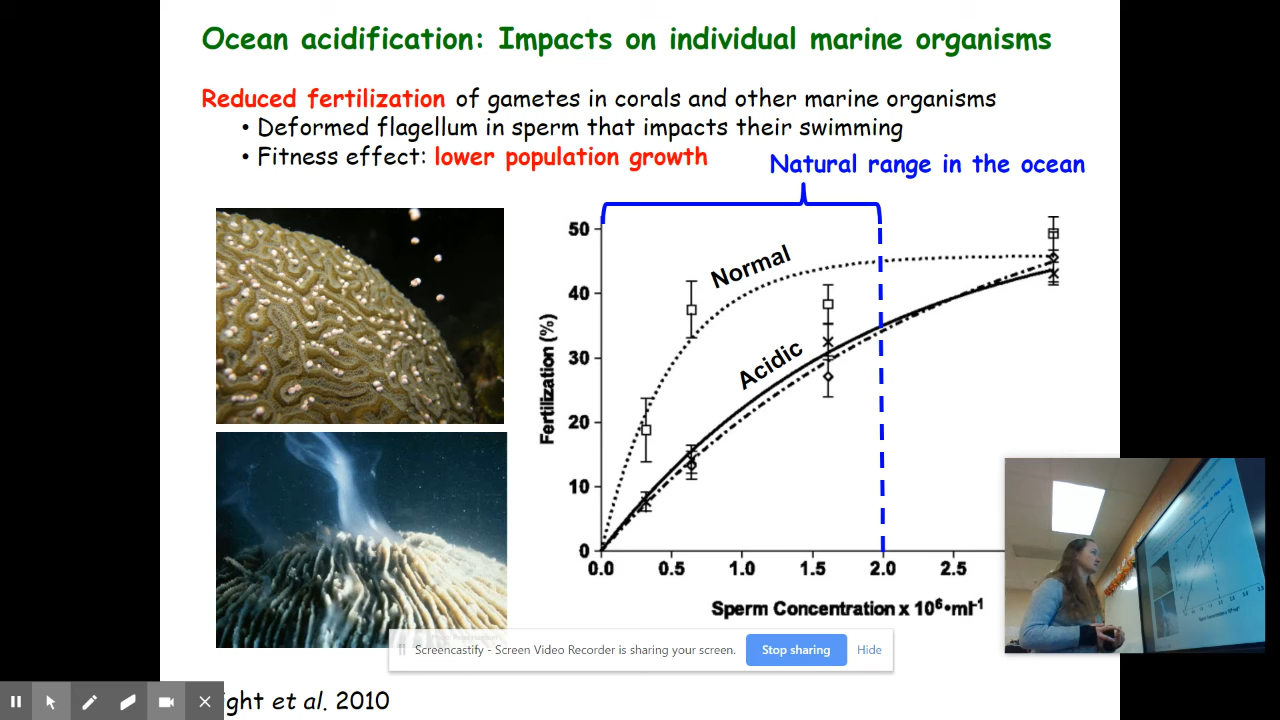 Ocean acidification: Impacts on individual marine organisms
Reduced fertilization of gametes in corals and other marine organisms
• Deformed flagellum in sperm that impacts their swimming
• Fitness effect: lower population growth
Natural range in the ocean
50
40
30
20
10
0
Fertilization (%)
Normal
Acidic
0.0 0.5 1.0 1.5 2.0 2.5
Sperm Concentration x 10⁶•ml⁻¹
Screencastify - Screen Video Recorder is sharing your screen.
Stop sharing
Hide
et al. 2010